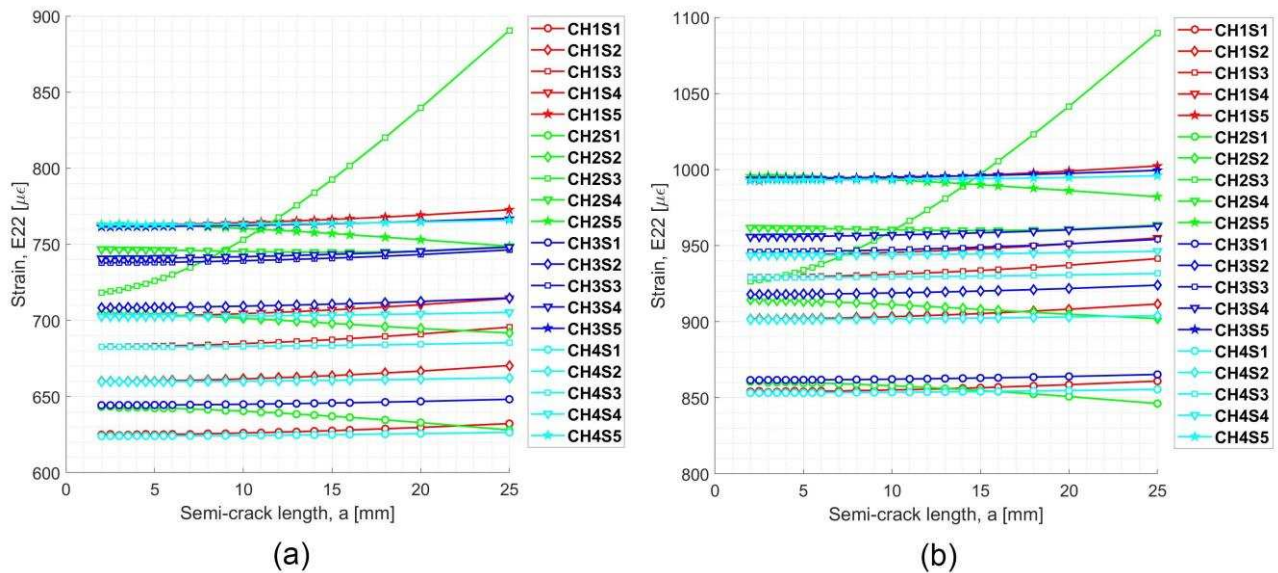 900
850
800
750
700
650
600
Strain, E22 [με]
0
5
10
15
20
25
Semi-crack length, a [mm]
CH1S1
CH1S2
CH1S3
CH1S4
CH1S5
CH2S1
CH2S2
CH2S3
CH2S4
CH2S5
CH3S1
CH3S2
CH3S3
CH3S4
CH3S5
CH4S1
CH4S2
CH4S3
CH4S4
CH4S5
(a)
1100
1050
1000
950
900
850
800
Strain, E22 [με]
0
5
10
15
20
25
Semi-crack length, a [mm]
CH1S1
CH1S2
CH1S3
CH1S4
CH1S5
CH2S1
CH2S2
CH2S3
CH2S4
CH2S5
CH3S1
CH3S2
CH3S3
CH3S4
CH3S5
CH4S1
CH4S2
CH4S3
CH4S4
CH4S5
(b)